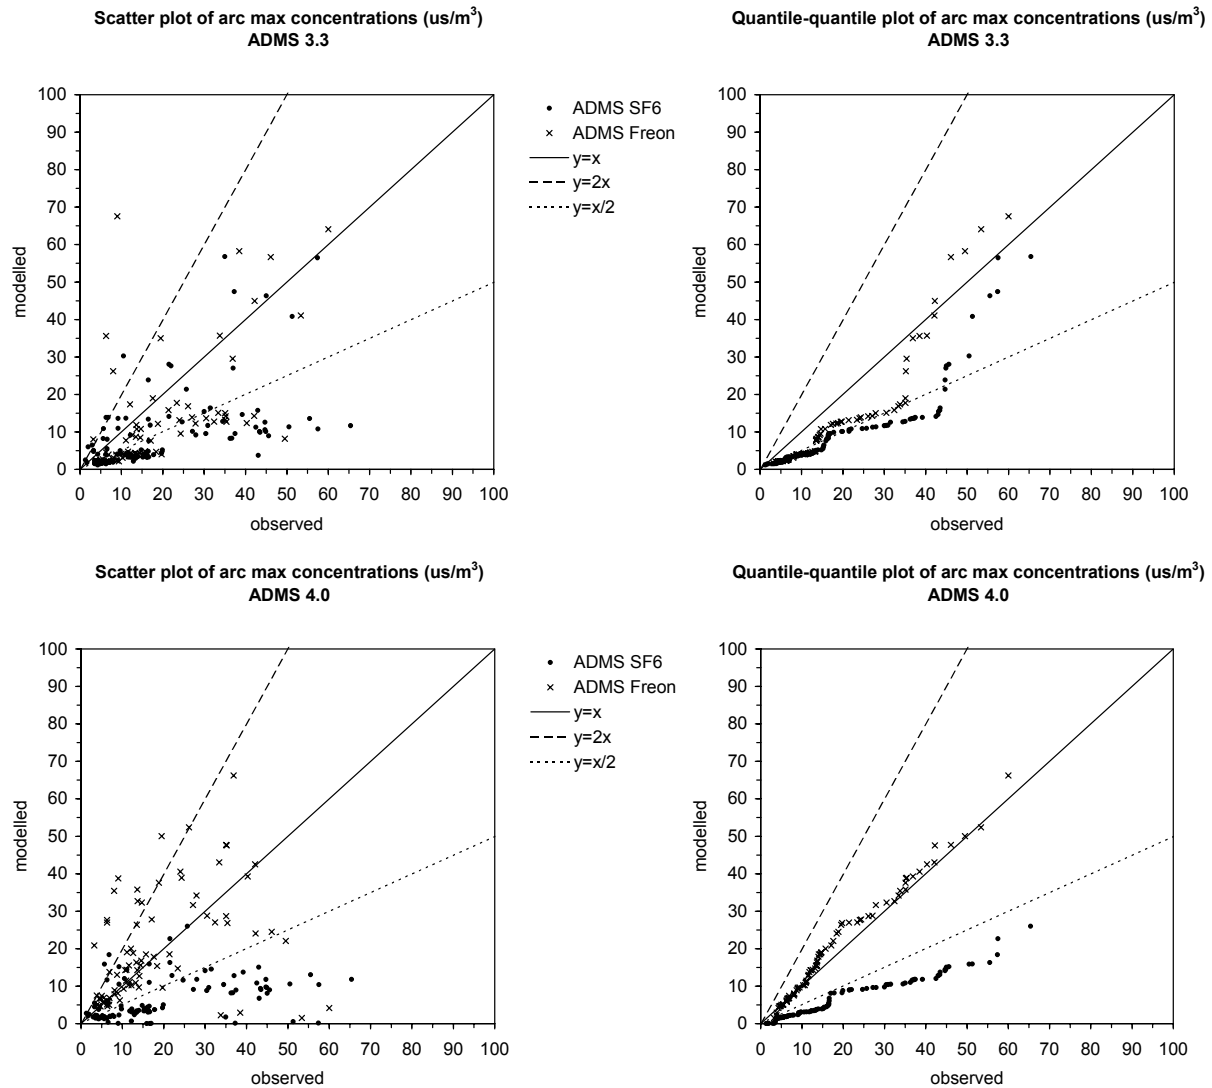 Scatter plot of arc max concentrations (us/m³)
ADMS 3.3
100
90
80
70
60
50
40
30
20
10
0
modelled
0 10 20 30 40 50 60 70 80 90 100
observed
ADMS SF6
ADMS Freon
y=x
y=2x
y=x/2
Quantile-quantile plot of arc max concentrations (us/m³)
ADMS 3.3
100
90
80
70
60
50
40
30
20
10
0
modelled
0 10 20 30 40 50 60 70 80 90 100
observed
Scatter plot of arc max concentrations (us/m³)
ADMS 4.0
100
90
80
70
60
50
40
30
20
10
0
modelled
0 10 20 30 40 50 60 70 80 90 100
observed
ADMS SF6
ADMS Freon
y=x
y=2x
y=x/2
Quantile-quantile plot of arc max concentrations (us/m³)
ADMS 4.0
100
90
80
70
60
50
40
30
20
10
0
modelled
0 10 20 30 40 50 60 70 80 90 100
observed